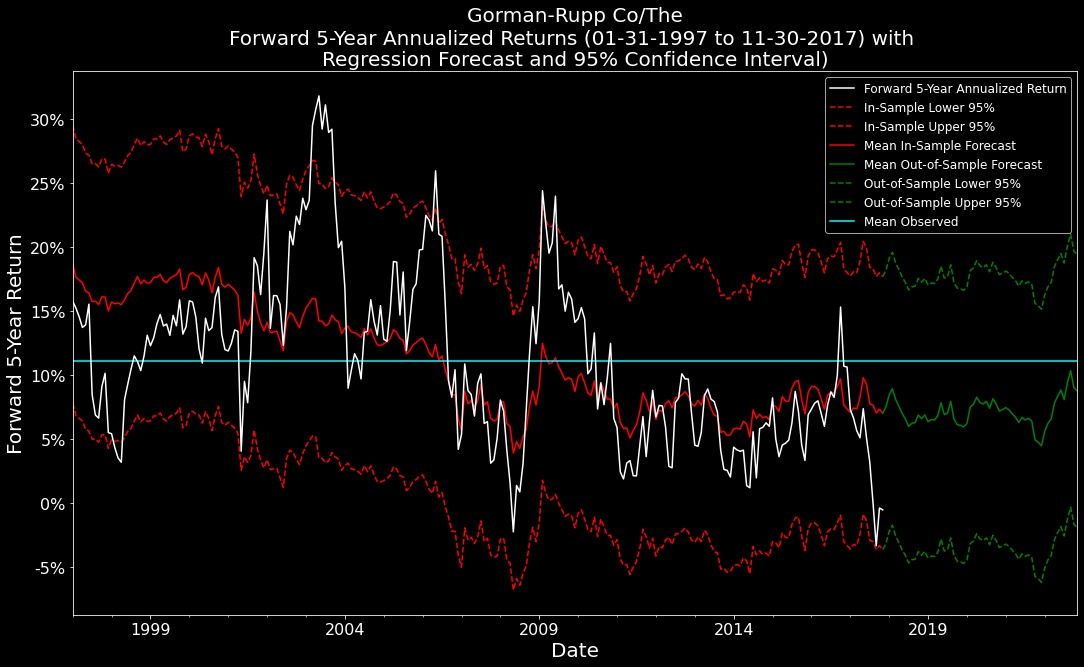 Gorman-Rupp Co/The
Forward 5-Year Annualized Returns (01-31-1997 to 11-30-2017) with
Regression Forecast and 95% Confidence Interval)
Forward 5-Year Annualized Return
In-Sample Lower 95%
In-Sample Upper 95%
Mean In-Sample Forecast
Mean Out-of-Sample Forecast
Out-of-Sample Lower 95%
Out-of-Sample Upper 95%
Mean Observed
Forward 5-Year Return
30%
25%
20%
15%
10%
5%
0%
-5%
1999
2004
2009
2014
2019
Date